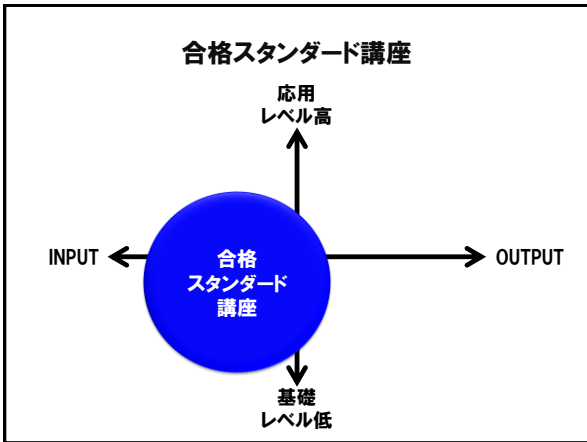 合格スタンダード講座
応用
レベル高
INPUT
合格
スタンダード
講座
OUTPUT
基礎
レベル低